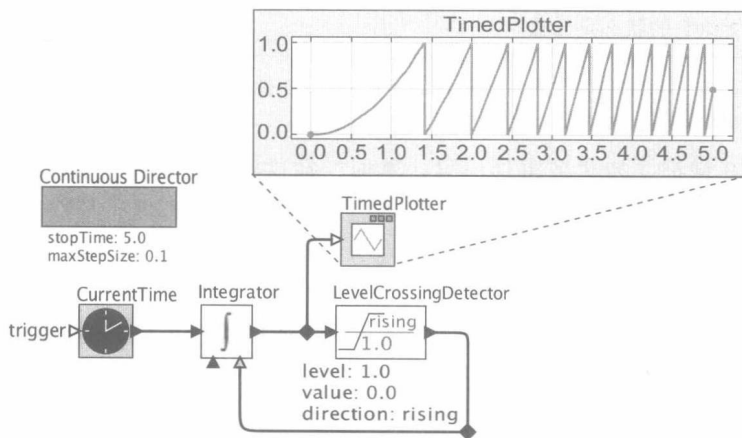 TimedPlotter
1.0
0.5
0.0
0.0 0.5 1.0 1.5 2.0 2.5 3.0 3.5 4.0 4.5 5.0
Continuous Director
stopTime: 5.0
maxStepSize: 0.1
TimedPlotter
CurrentTime
Integrator
LevelCrossingDetector
trigger
∫
rising
1.0
level: 1.0
value: 0.0
direction: rising